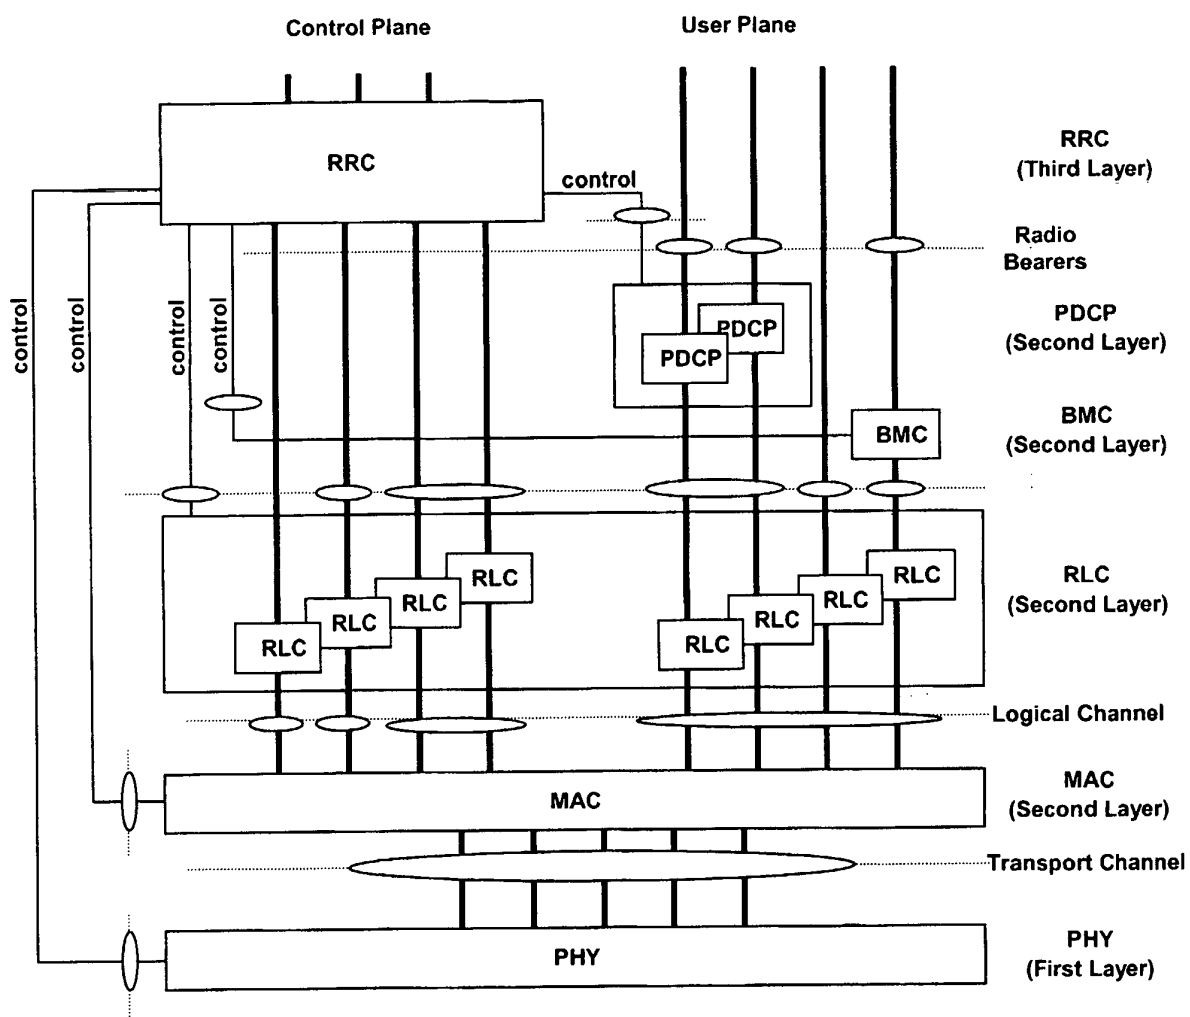 Control Plane
User Plane
RRC
control
RRC
(Third Layer)
Radio
Bearers
control
control
control
control
PDCP
PDCP
PDCP
(Second Layer)
BMC
BMC
(Second Layer)
RLC
RLC
RLC
RLC
RLC
RLC
RLC
RLC
RLC
(Second Layer)
Logical Channel
MAC
MAC
(Second Layer)
Transport Channel
PHY
PHY
(First Layer)